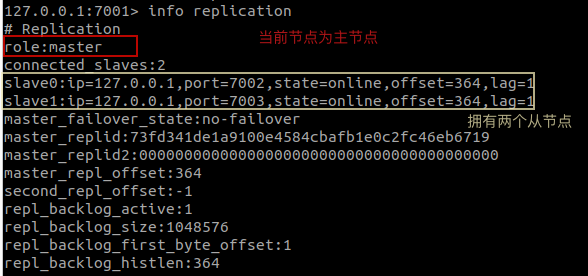 127.0.0.1:7001> info replication
# Replication
role:master
当前节点为主节点
connected_slaves:2
slave0:ip=127.0.0.1,port=7002,state=online,offset=364,lag=1
slave1:ip=127.0.0.1,port=7003,state=online,offset=364,lag=1
master_failover_state:no-failover
拥有两个从节点
master_replid:73fd341de1a9100e4584cbafb1e0c2fc46eb6719
master_replid2:0000000000000000000000000000000000000000
master_repl_offset:364
second_repl_offset:-1
repl_backlog_active:1
repl_backlog_size:1048576
repl_backlog_first_byte_offset:1
repl_backlog_histlen:364